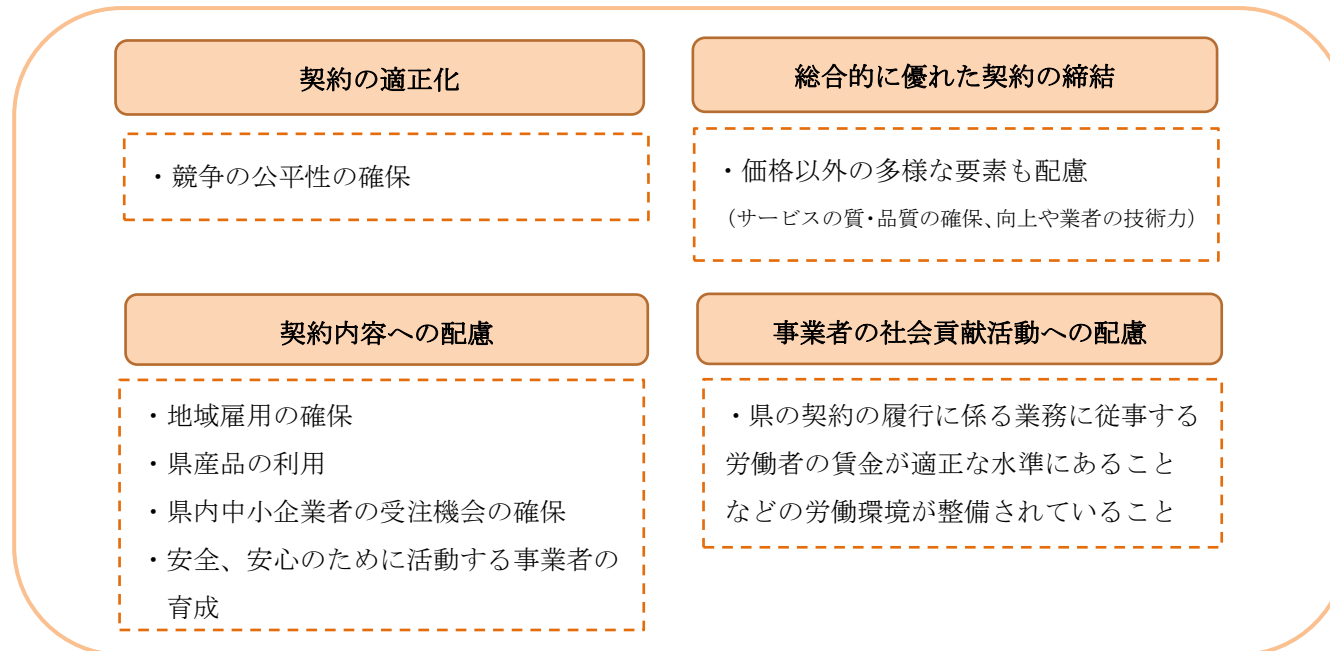 契約の適正化
・競争の公平性の確保
総合的に優れた契約の締結
・価格以外の多様な要素も配慮
（サービスの質・品質の確保、向上や業者の技術力）
契約内容への配慮
・地域雇用の確保
・県産品の利用
・県内中小企業者の受注機会の確保
・安全、安心のために活動する事業者の
育成
事業者の社会貢献活動への配慮
・県の契約の履行に係る業務に従事する
労働者の賃金が適正な水準にあること
などの労働環境が整備されていること